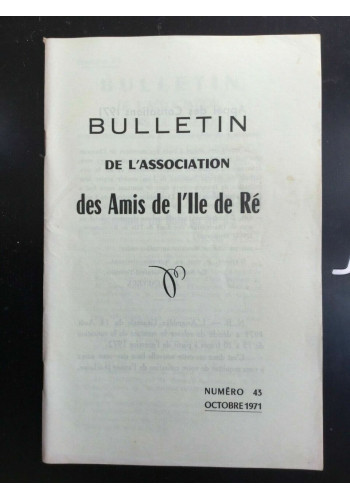 BULLETIN
DE L'ASSOCIATION
des Amis de l'Ile de Ré
NUMÉRO 45
OCTOBRE 1971